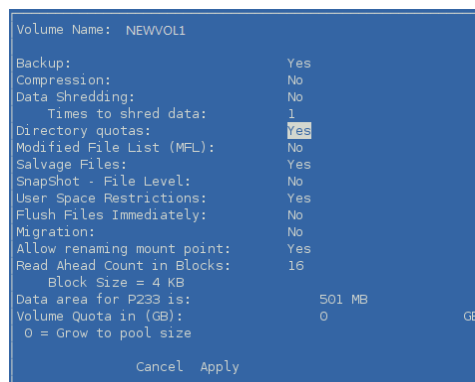 Volume Name: NEWVOL1
Backup: Yes
Compression: No
Data Shredding: No
Times to shred data: 1
Directory quotas: Yes
Modified File List (MFL): No
Salvage Files: Yes
SnapShot - File Level: No
User Space Restrictions: Yes
Flush Files Immediately: No
Migration: No
Allow renaming mount point: Yes
Read Ahead Count in Blocks: 16
Block Size = 4 KB
Data area for P233 is: 501 MB
Volume Quota in (GB): 0 GB
0 = Grow to pool size
Cancel Apply